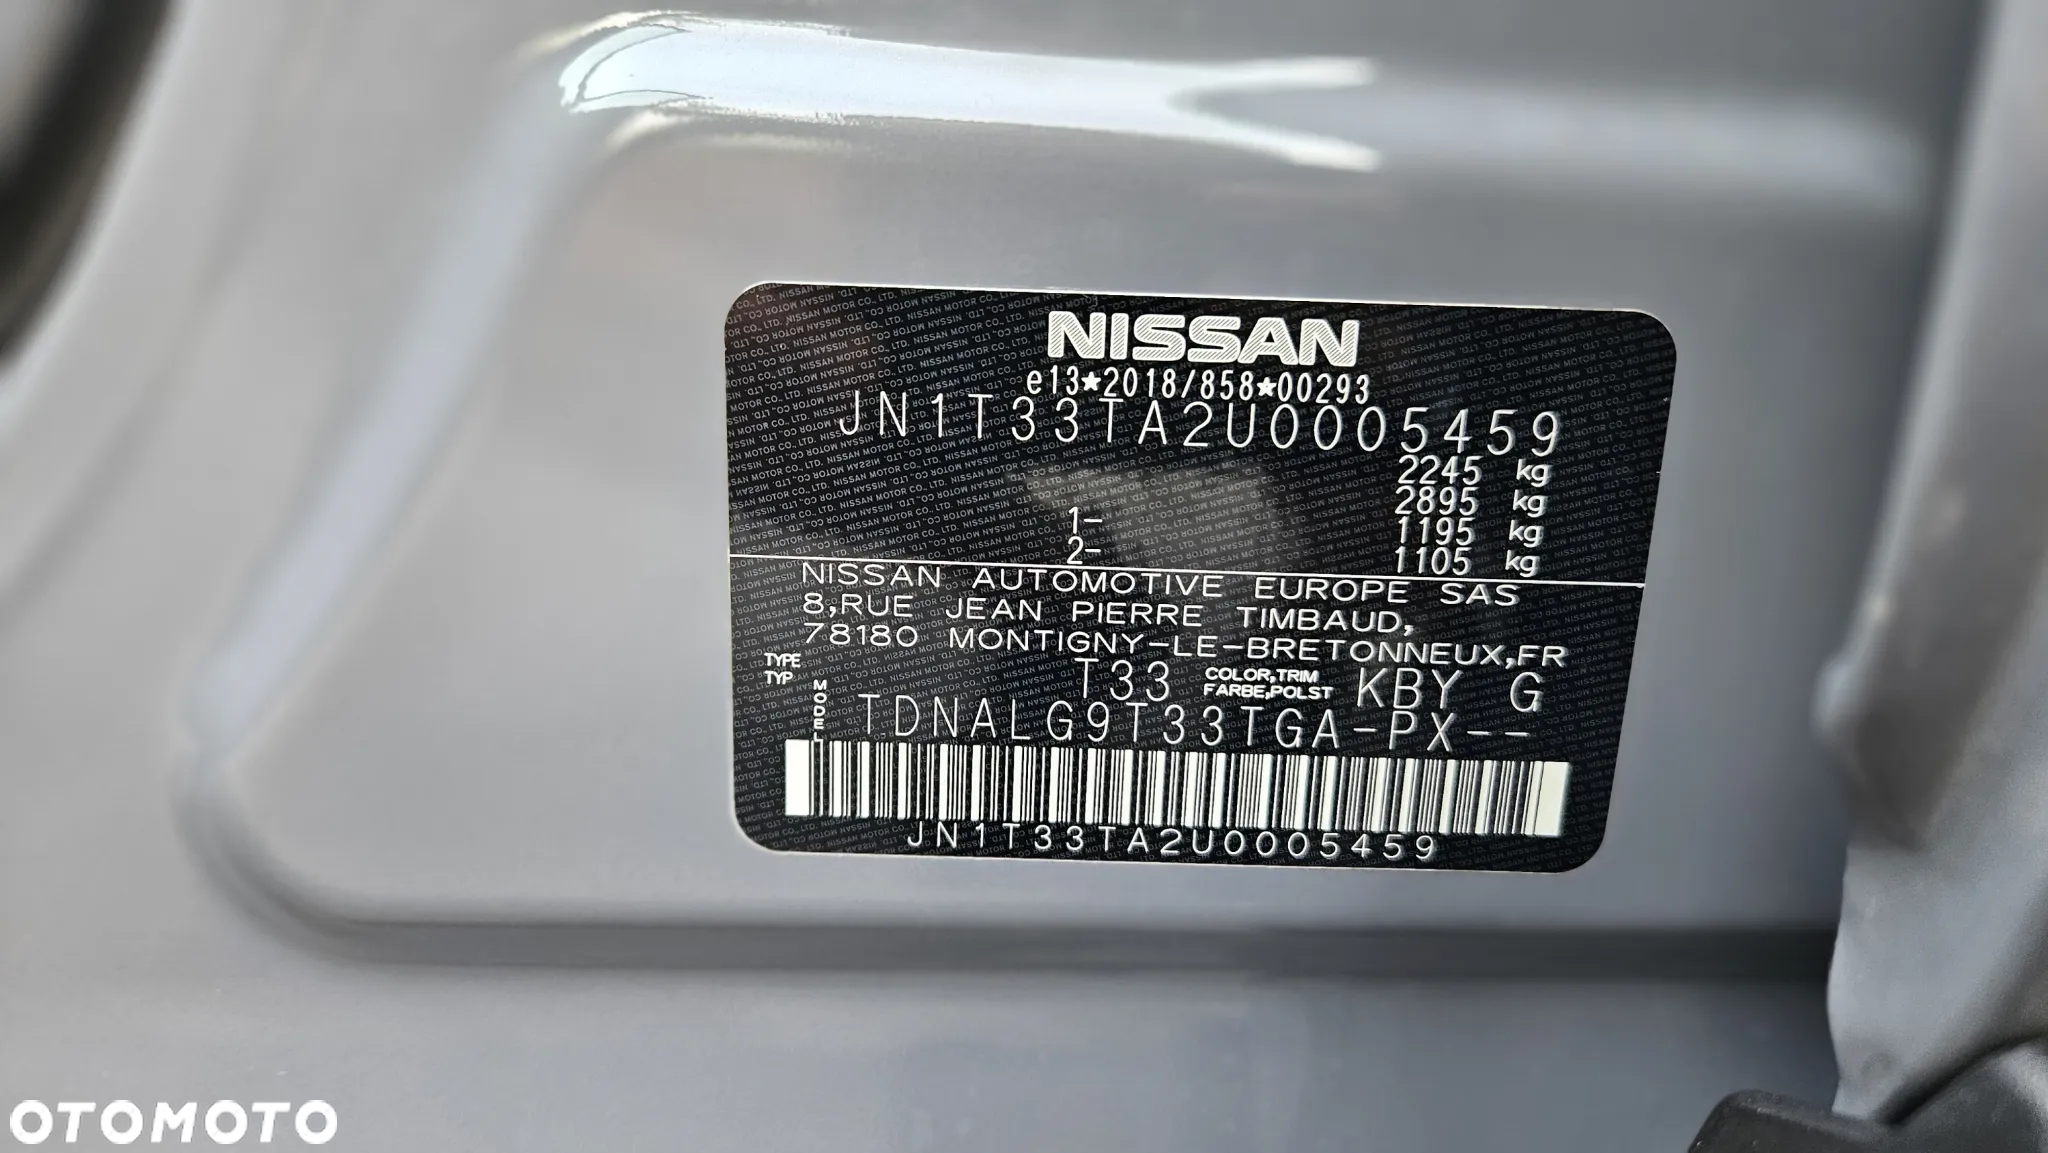 NISSAN
e13*2018/858*00293
JN1T33TA2U0005459
2245 kg
2895 kg
1- 1195 kg
2- 1105 kg
NISSAN AUTOMOTIVE EUROPE SAS
8,RUE JEAN PIERRE TIMBAUD,
78180 MONTIGNY-LE-BRETONNEUX,FR
TYPE TYP T33 COLOR,TRIM FARBE,POLST KBY G
MODEL TDNALG9T33TGA-PX--
JN1T33TA2U0005459
OTOMOTO